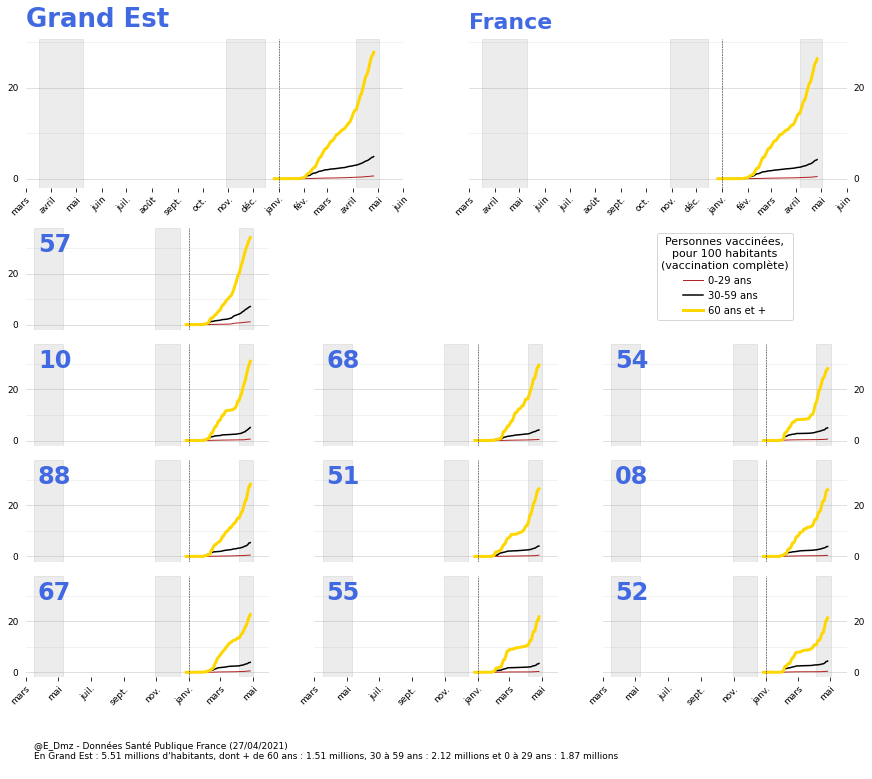 Grand Est
France
20
20
0
0
mars avril mai juin juil. août sept. oct. nov. déc. janv. fév. mars avril mai juin
mars avril mai juin juil. août sept. oct. nov. déc. janv. fév. mars avril mai juin
57
20
0
Personnes vaccinées,
pour 100 habitants
(vaccination complète)
0-29 ans
30-59 ans
60 ans et +
10
68
54
20
20
0
0
88
51
08
20
20
0
0
67
55
52
20
20
0
0
mars mai juil. sept. nov. janv. mars mai
mars mai juil. sept. nov. janv. mars mai
mars mai juil. sept. nov. janv. mars mai
@E_Dmz - Données Santé Publique France (27/04/2021)
En Grand Est : 5.51 millions d'habitants, dont + de 60 ans : 1.51 millions, 30 à 59 ans : 2.12 millions et 0 à 29 ans : 1.87 millions